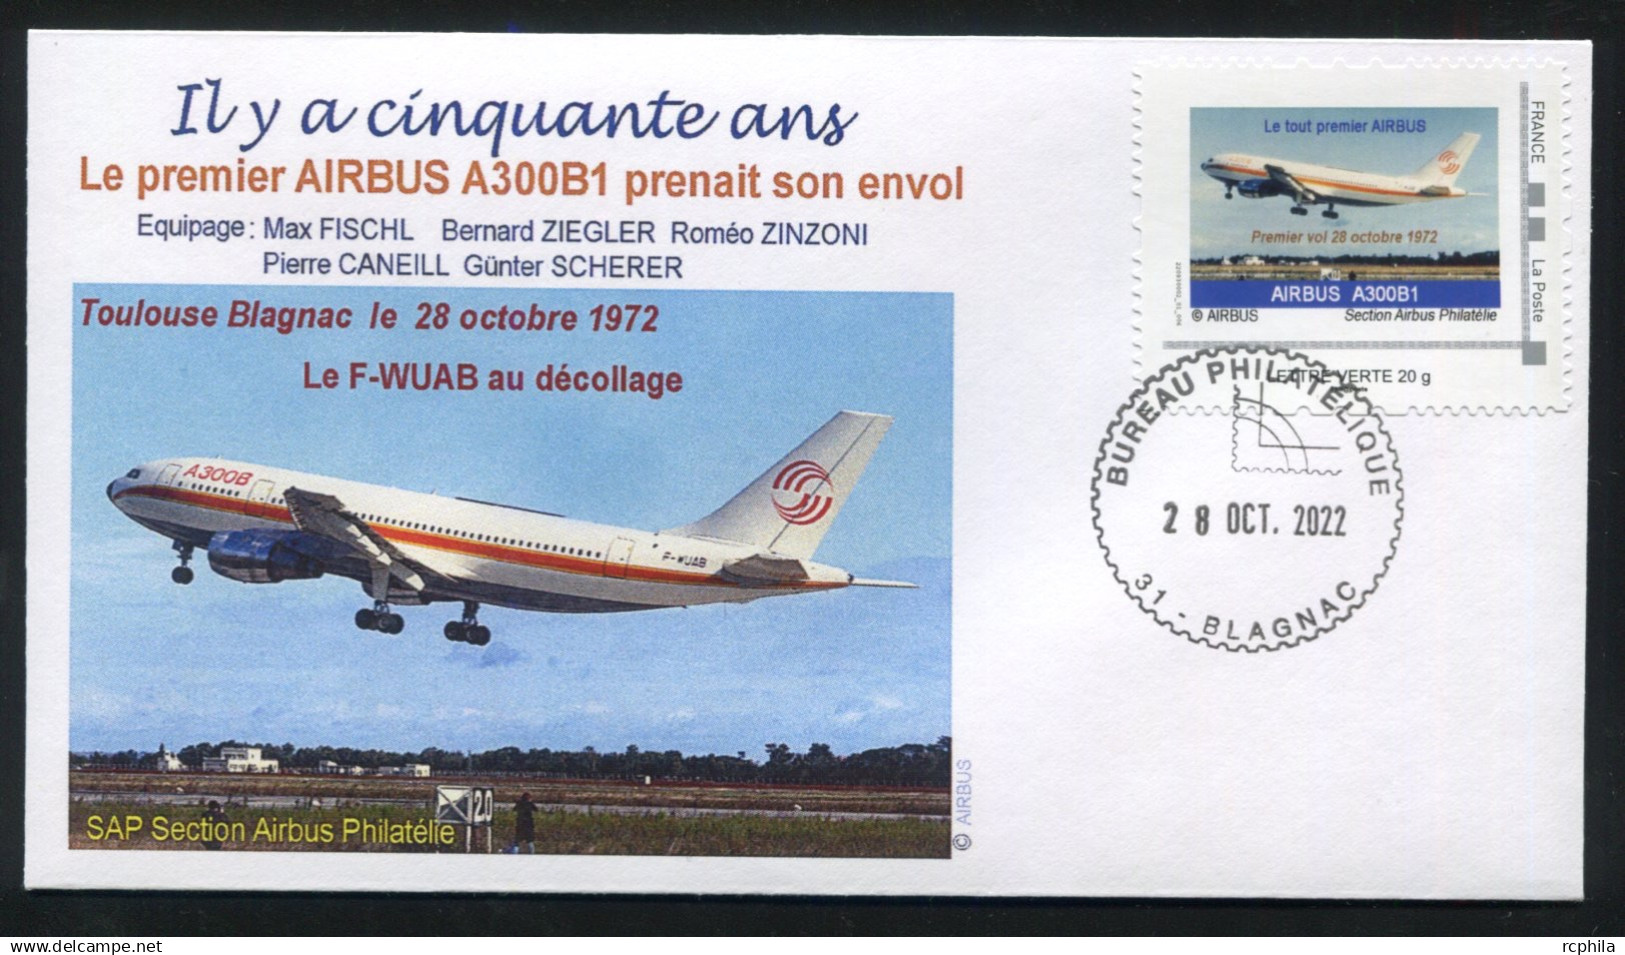 Il y a cinquante ans
Le premier AIRBUS A300B1 prenait son envol
Equipage : Max FISCHL Bernard ZIEGLER Roméo ZINZONI
Pierre CANEILL Günter SCHERER
Toulouse Blagnac le 28 octobre 1972
Le F-WUAB au décollage
A300B
F-WUAB
20
SAP Section Airbus Philatélie
© AIRBUS
Le tout premier AIRBUS
Premier vol 28 octobre 1972
AIRBUS A300B1
© AIRBUS Section Airbus Philatélie
FRANCE
La Poste
LETTRE VERTE 20 g
BUREAU PHILATÉLIQUE
28 OCT. 2022
31 - BLAGNAC
delcampe.net
rcphila